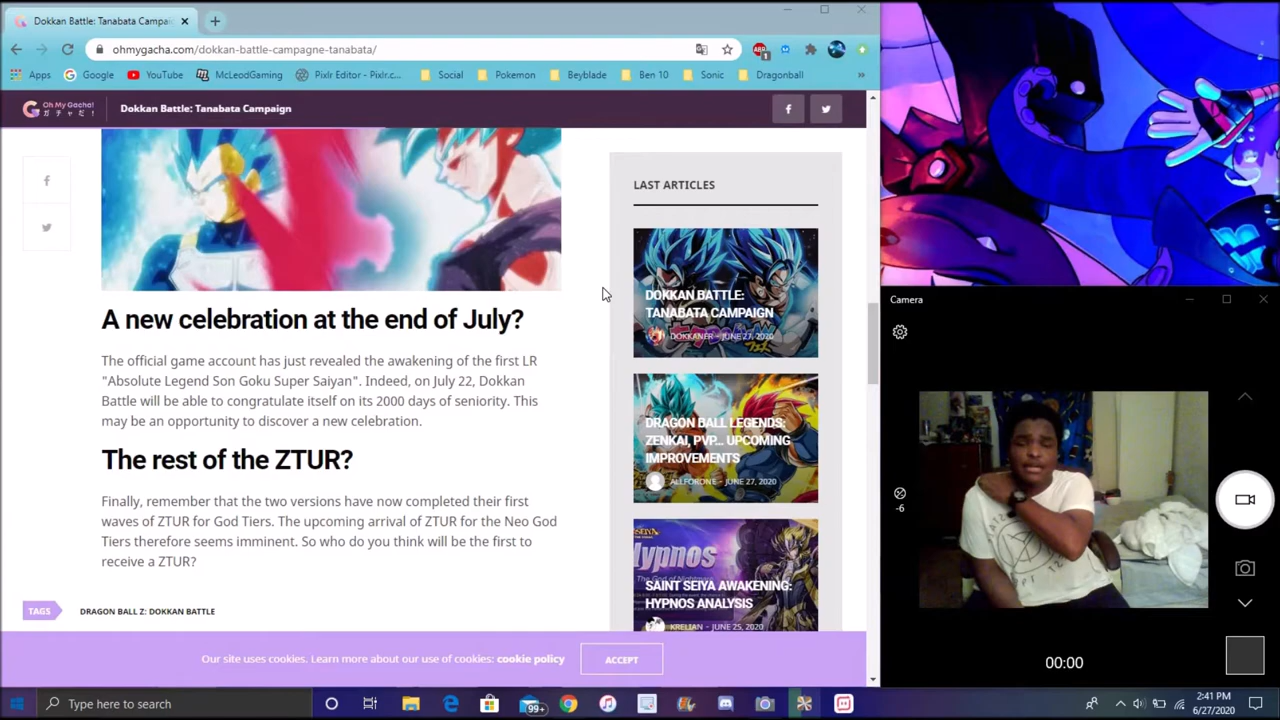 Dokkan Battle: Tanabata Campai
ohmygacha.com/dokkan-battle-campagne-tanabata/
Apps
Google
YouTube
McLeodGaming
Pixlr Editor - Pixlr.c...
Social
Pokemon
Beyblade
Ben 10
Sonic
Dragonball
»
Oh My Gacha!
ガチャだ!
Dokkan Battle: Tanabata Campaign
A new celebration at the end of July?
The official game account has just revealed the awakening of the first LR
"Absolute Legend Son Goku Super Saiyan". Indeed, on July 22, Dokkan
Battle will be able to congratulate itself on its 2000 days of seniority. This
may be an opportunity to discover a new celebration.
The rest of the ZTUR?
Finally, remember that the two versions have now completed their first
waves of ZTUR for God Tiers. The upcoming arrival of ZTUR for the Neo God
Tiers therefore seems imminent. So who do you think will be the first to
receive a ZTUR?
TAGS
DRAGON BALL Z: DOKKAN BATTLE
LAST ARTICLES
DOKKAN BATTLE:
TANABATA CAMPAIGN
DOKKANER - JUNE 27, 2020
DRAGON BALL LEGENDS:
ZENKAI, PVP... UPCOMING
IMPROVEMENTS
ALLFORONE - JUNE 27, 2020
Hypnos
SAINT SEIYA AWAKENING:
HYPNOS ANALYSIS
KRELIAN - JUNE 25, 2020
Our site uses cookies. Learn more about our use of cookies: cookie policy
ACCEPT
Camera
-6
00:00
Type here to search
99+
2:41 PM
6/27/2020